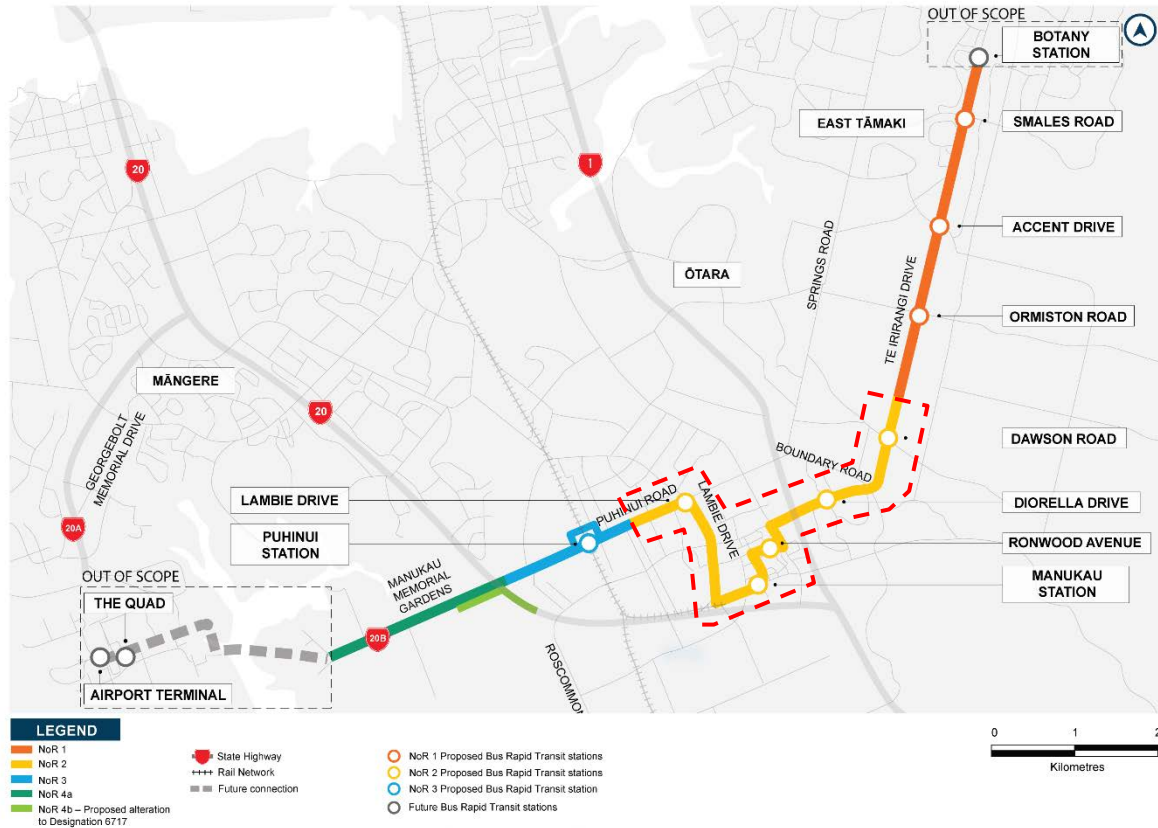 OUT OF SCOPE
BOTANY
STATION
EAST TĀMAKI
SMALES ROAD
20
1
ACCENT DRIVE
SPRINGS ROAD
ŌTARA
TE IRIRANGI DRIVE
ORMISTON ROAD
MĀNGERE
20
GEORGEBOLT
MEMORIAL DRIVE
DAWSON ROAD
BOUNDARY ROAD
LAMBIE DRIVE
PUHINUI ROAD
LAMBIE DRIVE
DIORELLA DRIVE
20A
PUHINUI
STATION
RONWOOD AVENUE
OUT OF SCOPE
MANUKAU
MEMORIAL
GARDENS
MANUKAU
STATION
THE QUAD
20B
AIRPORT TERMINAL
ROSCOMMON
LEGEND
NoR 1
NoR 2
NoR 3
NoR 4a
NoR 4b – Proposed alteration
to Designation 6717
State Highway
Rail Network
Future connection
NoR 1 Proposed Bus Rapid Transit stations
NoR 2 Proposed Bus Rapid Transit stations
NoR 3 Proposed Bus Rapid Transit station
Future Bus Rapid Transit stations
0 1 2
Kilometres